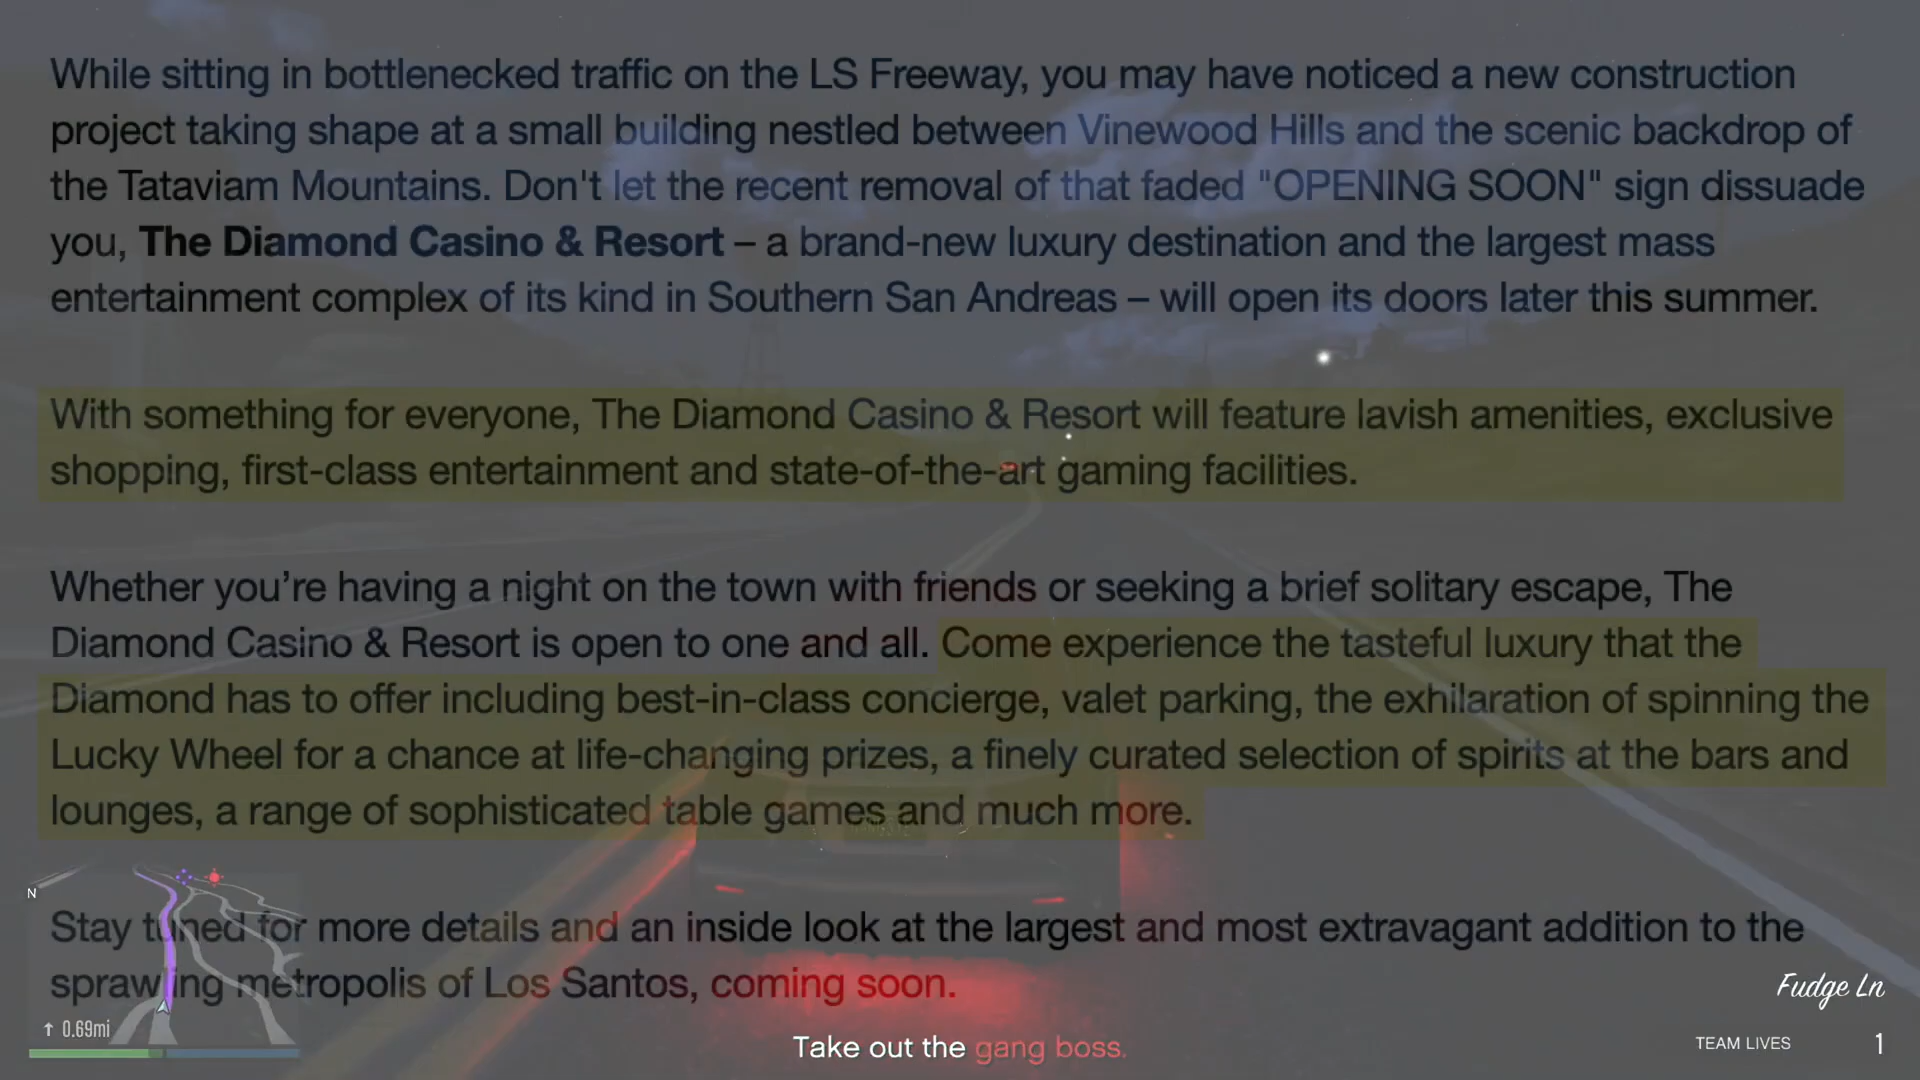 While sitting in bottlenecked traffic on the LS Freeway, you may have noticed a new construction
project taking shape at a small building nestled between Vinewood Hills and the scenic backdrop of
the Tataviam Mountains. Don't let the recent removal of that faded "OPENING SOON" sign dissuade
you, The Diamond Casino & Resort – a brand-new luxury destination and the largest mass
entertainment complex of its kind in Southern San Andreas – will open its doors later this summer.
With something for everyone, The Diamond Casino & Resort will feature lavish amenities, exclusive
shopping, first-class entertainment and state-of-the-art gaming facilities.
Whether you’re having a night on the town with friends or seeking a brief solitary escape, The
Diamond Casino & Resort is open to one and all. Come experience the tasteful luxury that the
Diamond has to offer including best-in-class concierge, valet parking, the exhilaration of spinning the
Lucky Wheel for a chance at life-changing prizes, a finely curated selection of spirits at the bars and
lounges, a range of sophisticated table games and much more.
N
Stay tuned for more details and an inside look at the largest and most extravagant addition to the
sprawling metropolis of Los Santos, coming soon.
Fudge Ln
0.69mi
Take out the gang boss.
TEAM LIVES 1